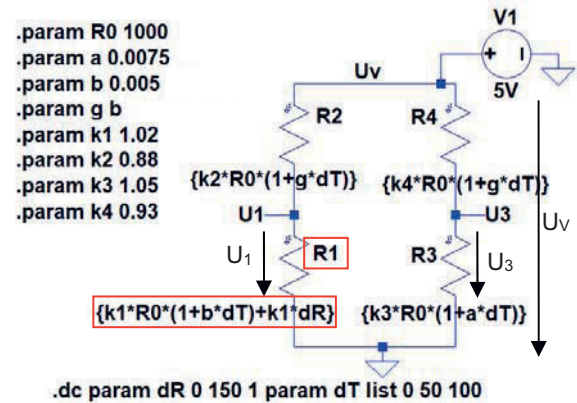 .param R0 1000
.param a 0.0075
.param b 0.005
.param g b
.param k1 1.02
.param k2 0.88
.param k3 1.05
.param k4 0.93
V1
+
5V
Uv
R2
R4
{k2*R0*(1+g*dT)}
{k4*R0*(1+g*dT)}
U1
U3
UV
R1
R3
U1
U3
{k1*R0*(1+b*dT)+k1*dR}
{k3*R0*(1+a*dT)}
.dc param dR 0 150 1 param dT list 0 50 100